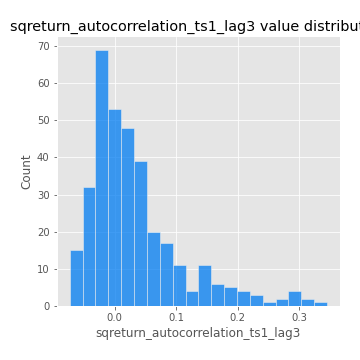 sqreturn_autocorrelation_ts1_lag3 value distribut
70
60
50
40
30
20
10
0
Count
0.0 0.1 0.2 0.3
sqreturn_autocorrelation_ts1_lag3